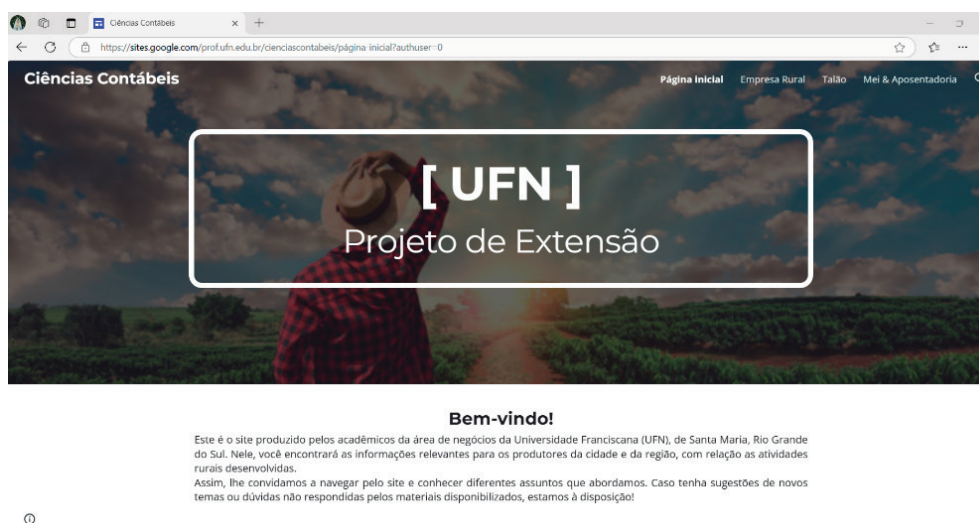 Ciências Contábeis
https://sites.google.com/prof.ufn.edu.br/cienciascontabeis/página-inicial?authuser=0
Ciências Contábeis
Página Inicial Empresa Rural Talão Mei & Aposentadoria
[ UFN ]
Projeto de Extensão
Bem-vindo!
Este é o site produzido pelos acadêmicos da área de negócios da Universidade Franciscana (UFN), de Santa Maria, Rio Grande
do Sul. Nele, você encontrará as informações relevantes para os produtores da cidade e da região, com relação as atividades
rurais desenvolvidas.
Assim, lhe convidamos a navegar pelo site e conhecer diferentes assuntos que abordamos. Caso tenha sugestões de novos
temas ou dúvidas não respondidas pelos materiais disponibilizados, estamos à disposição!